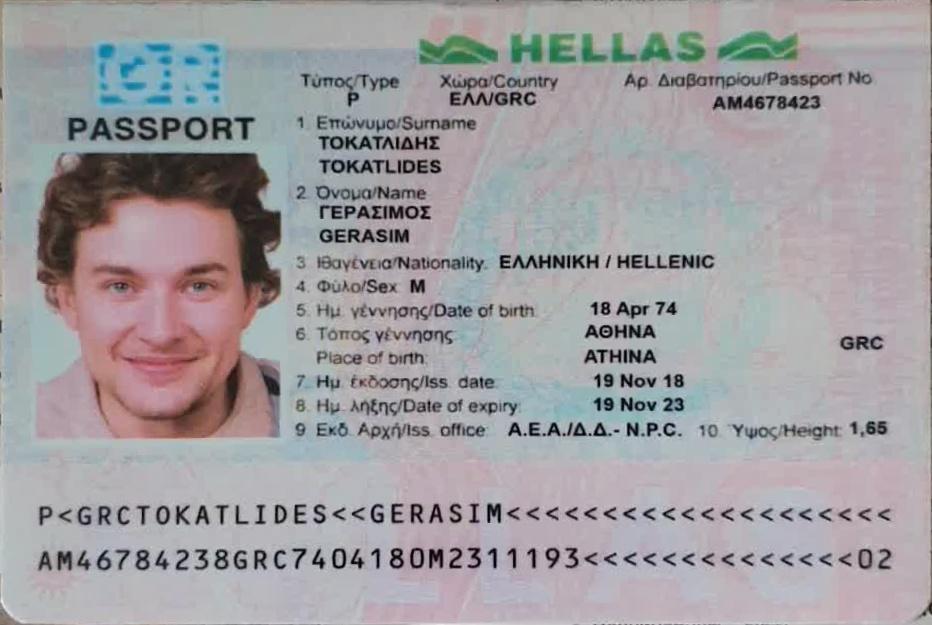 HELLAS
GR
PASSPORT
Τύπος/Type Χώρα/Country Αρ. Διαβατηρίου/Passport No
P ΕΛΛ/GRC AM4678423
1. Επώνυμο/Surname
ΤΟΚΑΤΛΙΔΗΣ
TOKATLIDES
2. Όνομα/Name
ΓΕΡΑΣΙΜΟΣ
GERASIM
3. Ιθαγένεια/Nationality. ΕΛΛΗΝΙΚΗ / HELLENIC
4. Φύλο/Sex M
5. Ημ. γέννησης/Date of birth: 18 Apr 74
6. Τόπος γέννησης ΑΘΗΝΑ
Place of birth: ATHINA
GRC
7. Ημ. έκδοσης/Iss. date: 19 Nov 18
8. Ημ. λήξης/Date of expiry: 19 Nov 23
9. Εκδ. Αρχή/Iss. office: Α.Ε.Α./Δ.Δ.- N.P.C. 10. Υψος/Height: 1,65
P<GRCTOKATLIDES<<GERASIM<<<<<<<<<<<<<<<<<<<<
AM46784238GRC7404180M2311193<<<<<<<<<<<<<<02